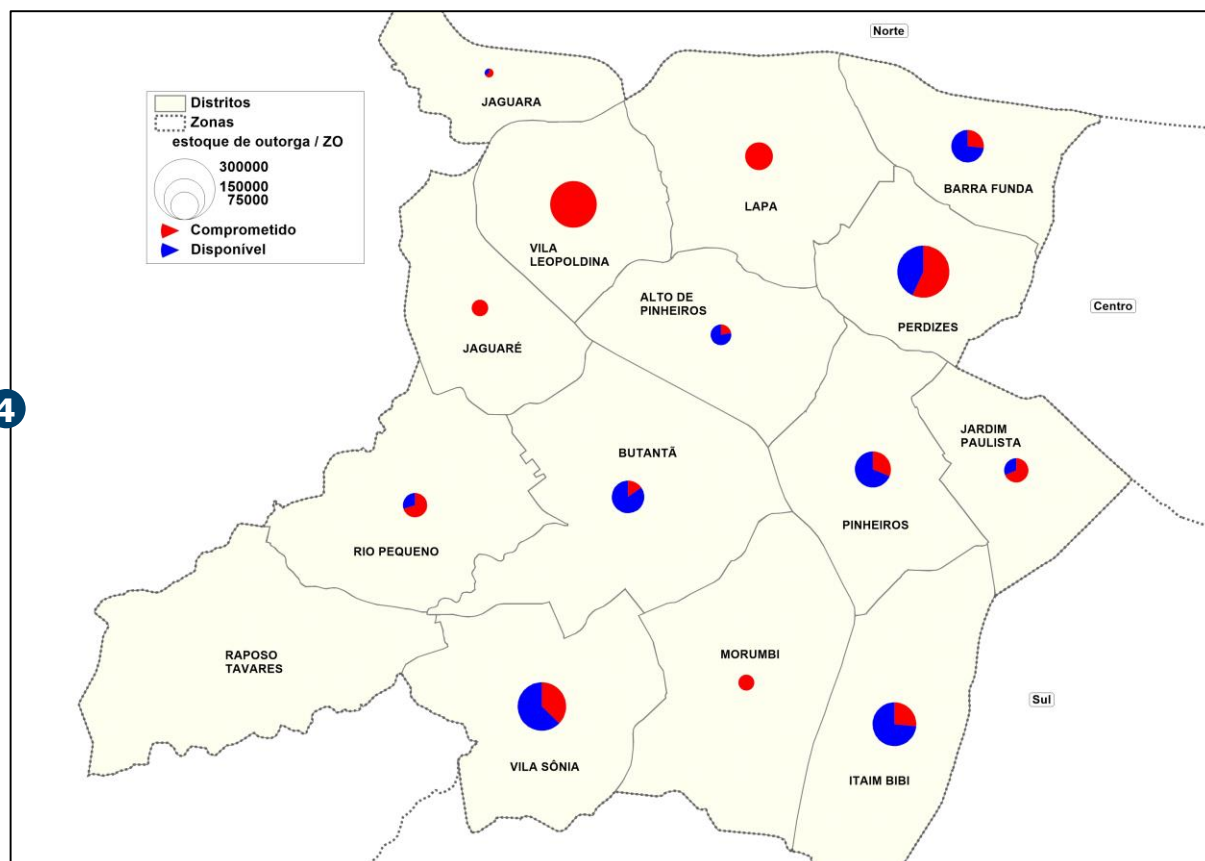 Norte
JAGUARA
Distritos
Zonas
estoque de outorga / ZO
300000
150000
75000
Comprometido
Disponível
BARRA FUNDA
LAPA
VILA
LEOPOLDINA
ALTO DE
PINHEIROS
Centro
PERDIZES
JAGUARÉ
4
JARDIM
PAULISTA
BUTANTÃ
PINHEIROS
RIO PEQUENO
RAPOSO
TAVARES
MORUMBI
Sul
VILA SÔNIA
ITAIM BIBI